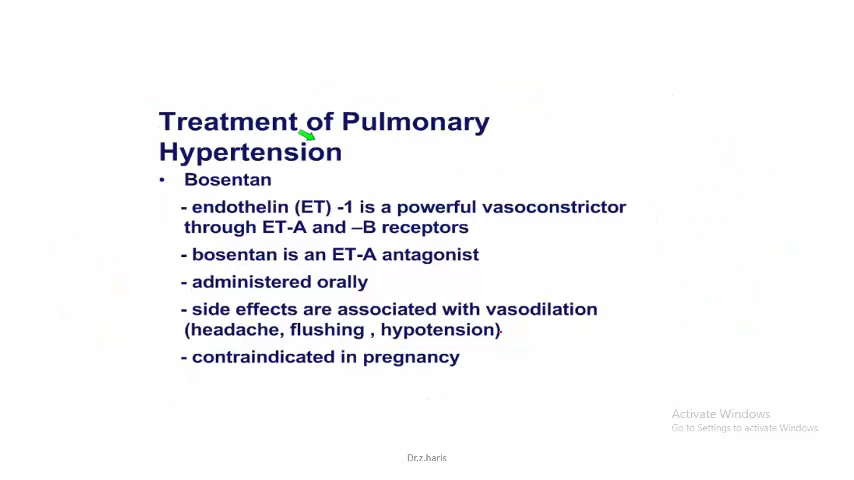 Treatment of Pulmonary
Hypertension
• Bosentan
- endothelin (ET) -1 is a powerful vasoconstrictor
through ET-A and –B receptors
- bosentan is an ET-A antagonist
- administered orally
- side effects are associated with vasodilation
(headache, flushing , hypotension)
- contraindicated in pregnancy
Activate Windows
Go to Settings to activate Windows.
Dr.z.haris